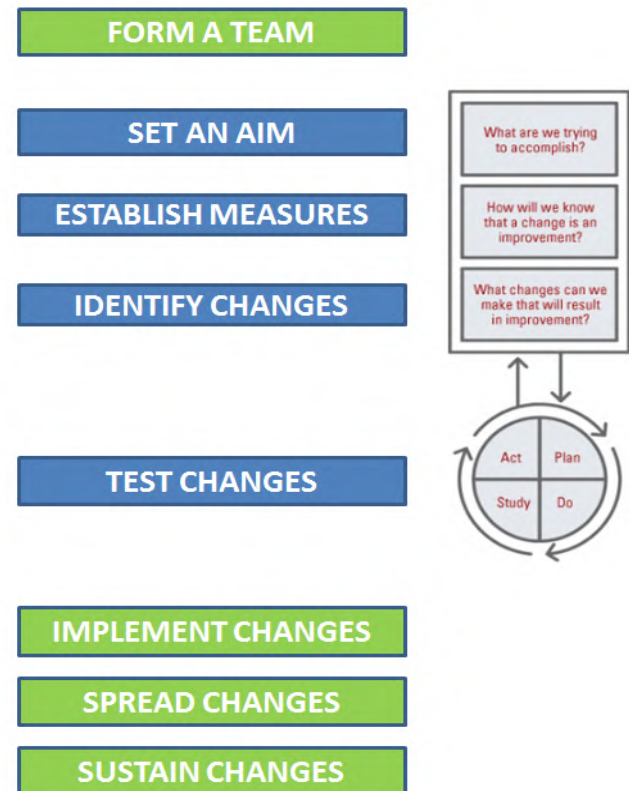 FORM A TEAM
SET AN AIM
ESTABLISH MEASURES
IDENTIFY CHANGES
TEST CHANGES
IMPLEMENT CHANGES
SPREAD CHANGES
SUSTAIN CHANGES
What are we trying
to accomplish?
How will we know
that a change is an
improvement?
What changes can we
make that will result
in improvement?
Act
Plan
Study
Do